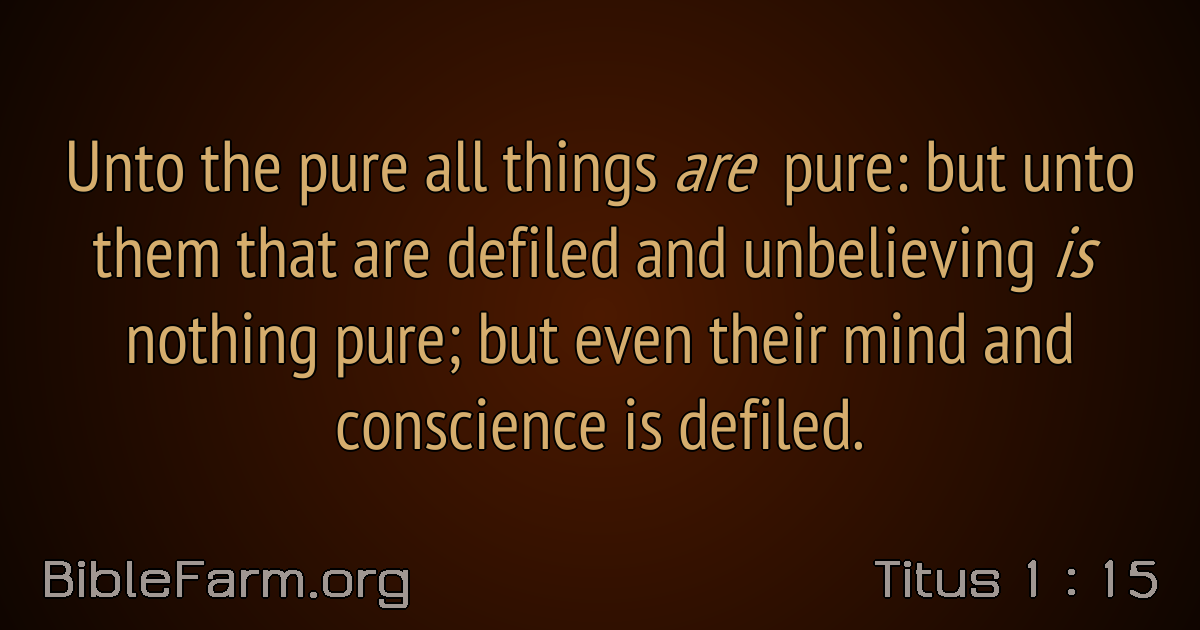 Unto the pure all things are pure: but unto
them that are defiled and unbelieving is
nothing pure; but even their mind and
conscience is defiled.
BibleFarm.org
Titus 1 : 15